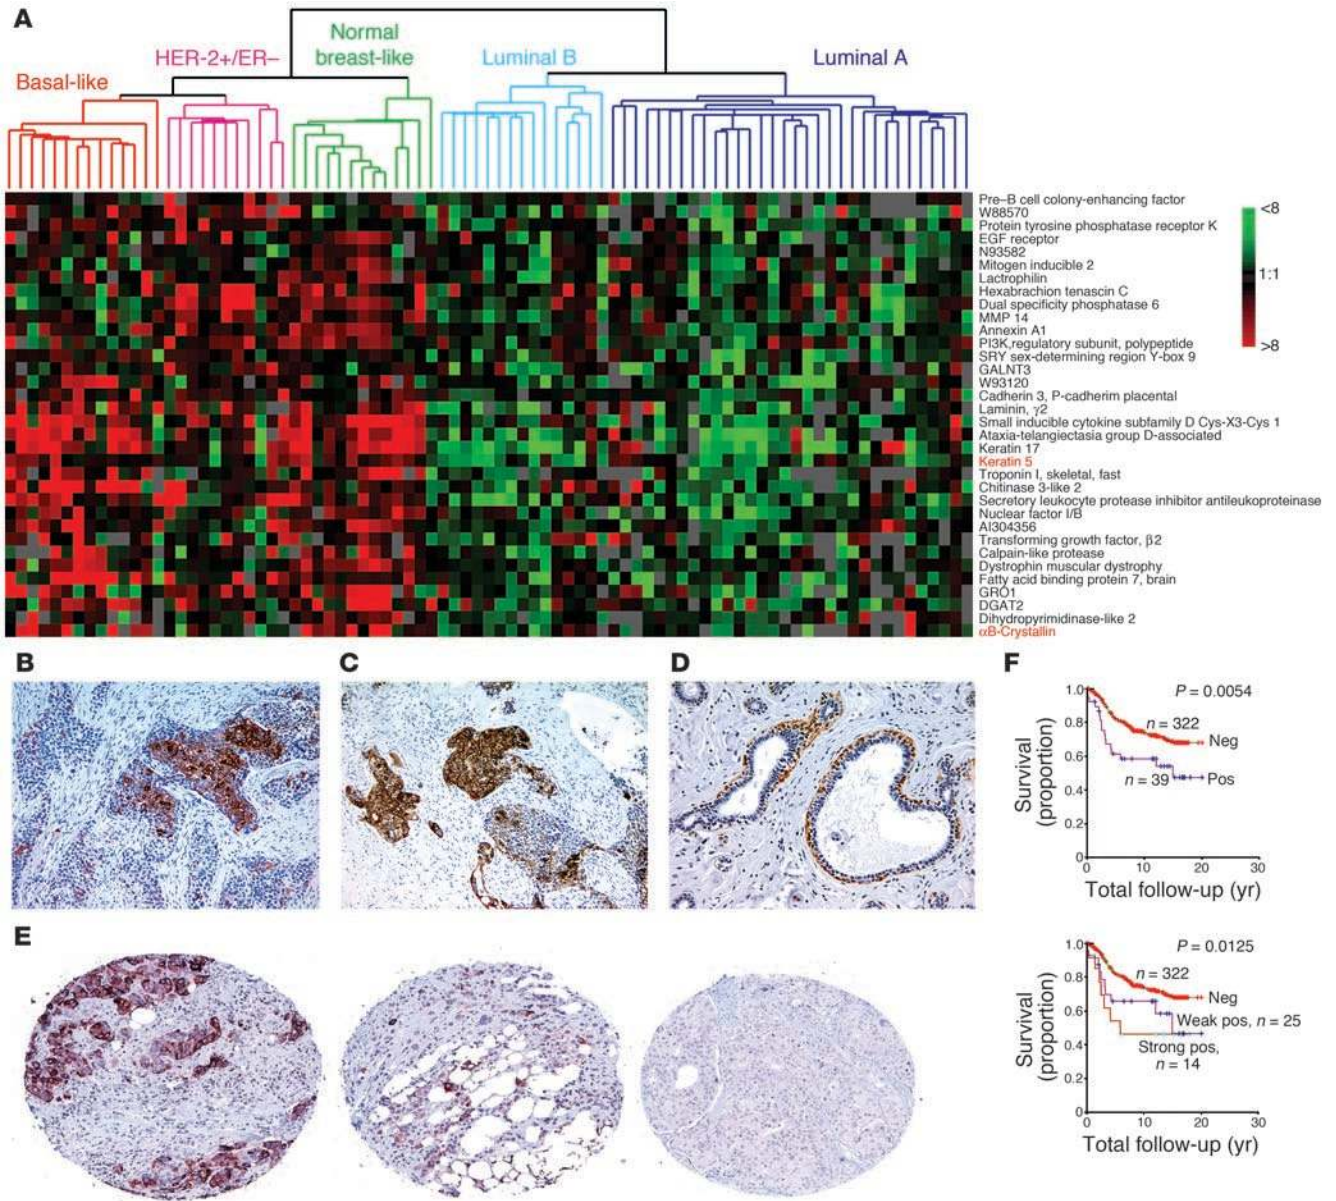 A
Basal-like
HER-2+/ER–
Normal
breast-like
Luminal B
Luminal A
Pre–B cell colony-enhancing factor
W88570
Protein tyrosine phosphatase receptor K
EGF receptor
N93582
Mitogen inducible 2
Lactrophilin
Hexabrachion tenascin C
Dual specificity phosphatase 6
MMP 14
Annexin A1
PI3K,regulatory subunit, polypeptide
SRY sex-determining region Y-box 9
GALNT3
W93120
Cadherin 3, P-cadherim placental
Laminin, γ2
Small inducible cytokine subfamily D Cys-X3-Cys 1
Ataxia-telangiectasia group D-associated
Keratin 17
Keratin 5
Troponin I, skeletal, fast
Chitinase 3-like 2
Secretory leukocyte protease inhibitor antileukoproteinase
Nuclear factor I/B
AI304356
Transforming growth factor, β2
Calpain-like protease
Dystrophin muscular dystrophy
Fatty acid binding protein 7, brain
GRO1
DGAT2
Dihydropyrimidinase-like 2
αB-Crystallin
<8
1:1
>8
B
C
D
E
F
P = 0.0054
n = 322
Neg
n = 39
Pos
Survival
(proportion)
1.0
0.8
0.6
0.4
0.2
0
0 10 20 30
Total follow-up (yr)
P = 0.0125
n = 322
Neg
Weak pos, n = 25
Strong pos,
n = 14
Survival
(proportion)
1.0
0.8
0.6
0.4
0.2
0
0 10 20 30
Total follow-up (yr)